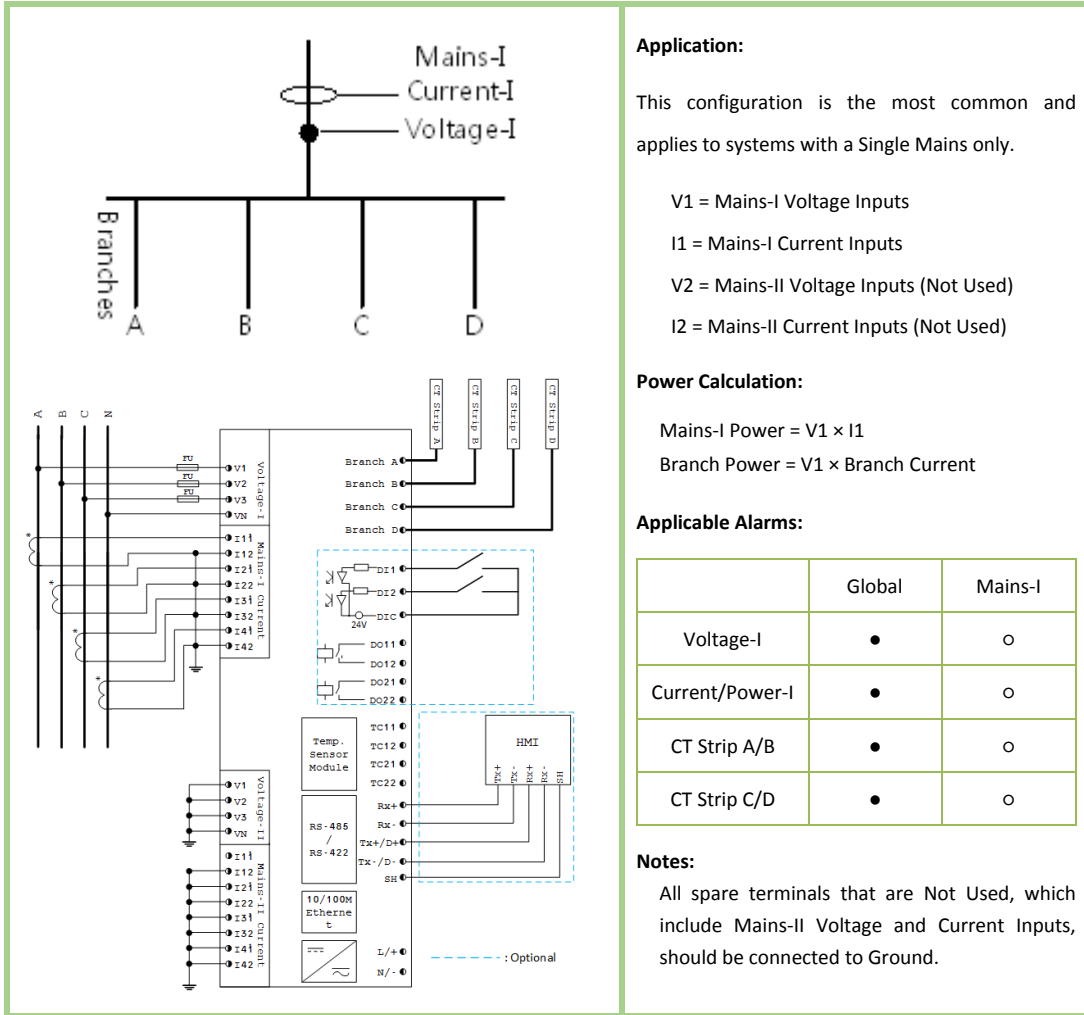 Mains-I
Current-I
Voltage-I
Branches
A
B
C
D
A
B
C
N
FU
FU
FU
V1
V2
V3
VN
Voltage-I
I11
I12
I21
I22
I31
I32
I41
I42
Mains-I Current
CT Strip A
CT Strip B
CT Strip C
CT Strip D
Branch A
Branch B
Branch C
Branch D
DI1
DI2
DIC
24V
DO11
DO12
DO21
DO22
Temp.
Sensor
Module
TC11
TC12
TC21
TC22
HMI
Tx+
Tx-
Rx+
Rx-
SH
RS-485
/
RS-422
Rx+
Rx-
Tx+/D+
Tx-/D-
SH
V1
V2
V3
VN
Voltage-II
I11
I12
I21
I22
I31
I32
I41
I42
Mains-II Current
10/100M
Etherne
t
L/+
N/-
: Optional
Application:
This configuration is the most common and
applies to systems with a Single Mains only.
V1 = Mains-I Voltage Inputs
I1 = Mains-I Current Inputs
V2 = Mains-II Voltage Inputs (Not Used)
I2 = Mains-II Current Inputs (Not Used)
Power Calculation:
Mains-I Power = V1 × I1
Branch Power = V1 × Branch Current
Applicable Alarms:
Global Mains-I
Voltage-I ● ○
Current/Power-I ● ○
CT Strip A/B ● ○
CT Strip C/D ● ○
Notes:
All spare terminals that are Not Used, which
include Mains-II Voltage and Current Inputs,
should be connected to Ground.